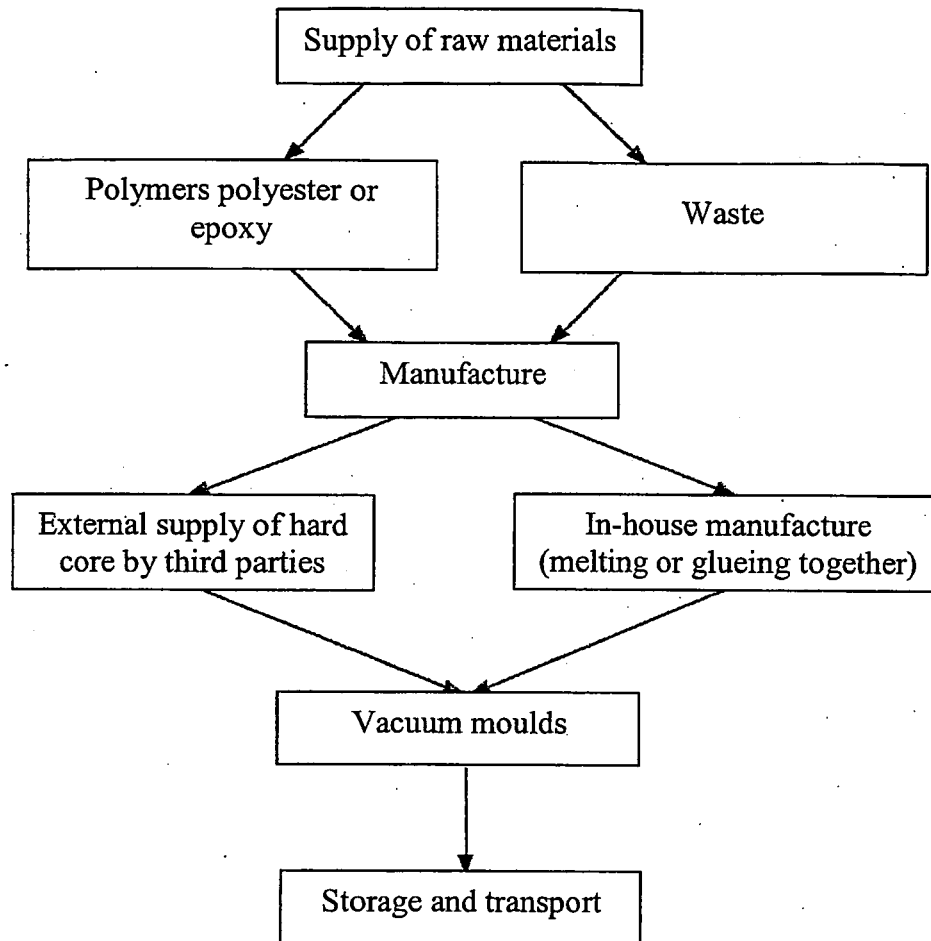 Supply of raw materials
Polymers polyester or
epoxy
Waste
Manufacture
External supply of hard
core by third parties
In-house manufacture
(melting or glueing together)
Vacuum moulds
Storage and transport